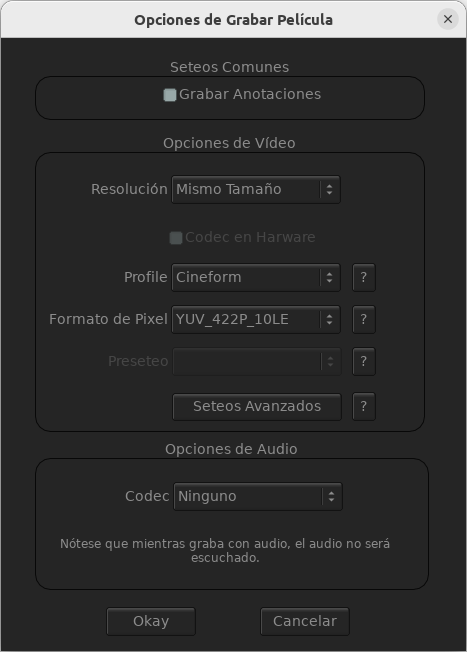 Opciones de Grabar Película
Seteos Comunes
Grabar Anotaciones
Opciones de Vídeo
Resolución Mismo Tamaño
Codec en Harware
Profile Cineform ?
Formato de Pixel YUV_422P_10LE ?
Preseteo ?
Seteos Avanzados ?
Opciones de Audio
Codec Ninguno
Nótese que mientras graba con audio, el audio no será
escuchado.
Okay Cancelar